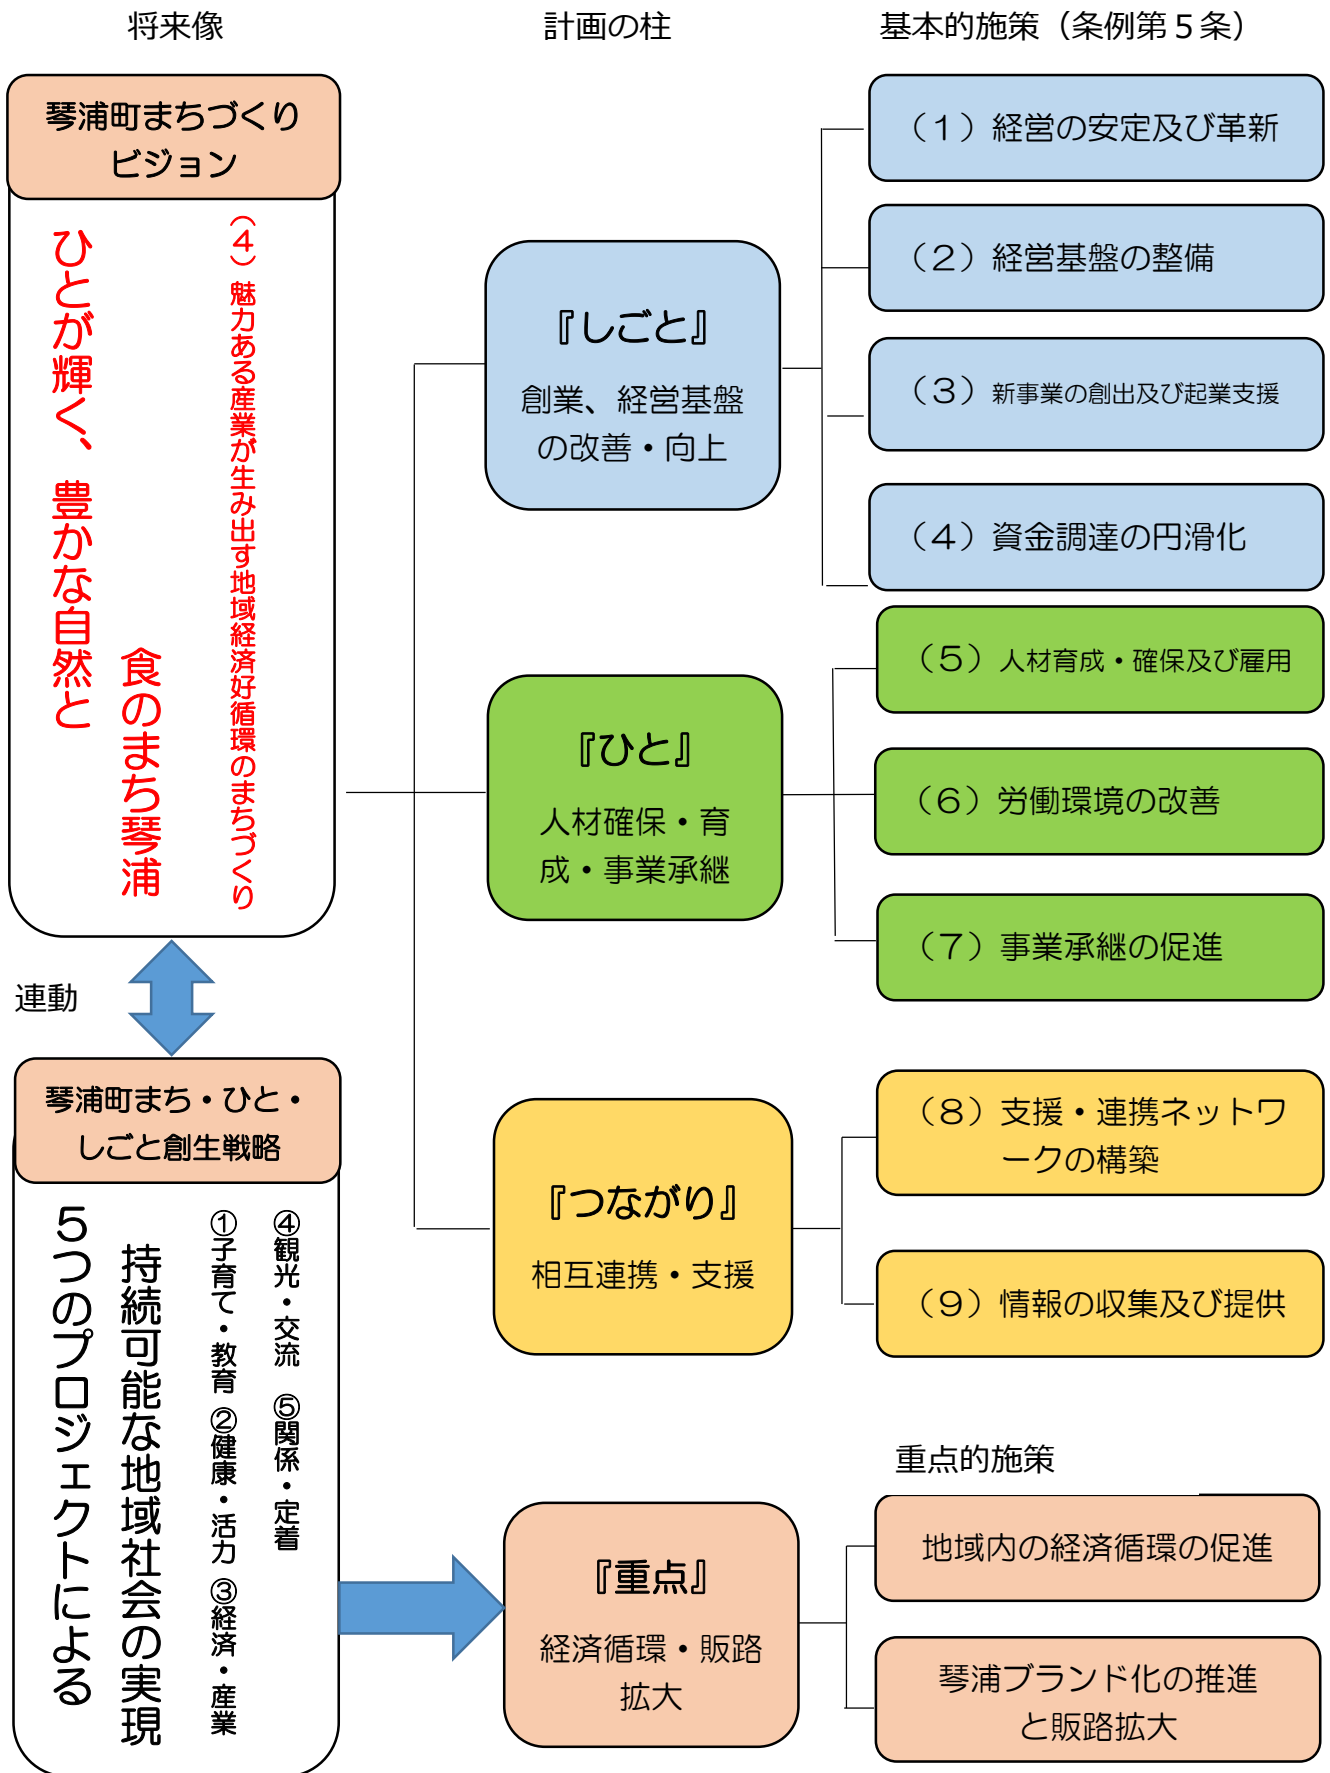 将来像
計画の柱
基本的施策（条例第５条）
琴浦町まちづくり
ビジョン
ひとが輝く、豊かな自然と
食のまち琴浦
（４）魅力ある産業が生み出す地域経済好循環のまちづくり
連動
琴浦町まち・ひと・
しごと創生戦略
５つのプロジェクトによる
持続可能な地域社会の実現
①子育て・教育 ②健康・活力 ③経済・産業
④観光・交流 ⑤関係・定着
『しごと』
創業、経営基盤
の改善・向上
（１）経営の安定及び革新
（２）経営基盤の整備
（３）新事業の創出及び起業支援
（４）資金調達の円滑化
『ひと』
人材確保・育
成・事業承継
（５）人材育成・確保及び雇用
（６）労働環境の改善
（７）事業承継の促進
『つながり』
相互連携・支援
（８）支援・連携ネットワ
ークの構築
（９）情報の収集及び提供
重点的施策
『重点』
経済循環・販路
拡大
地域内の経済循環の促進
琴浦ブランド化の推進
と販路拡大